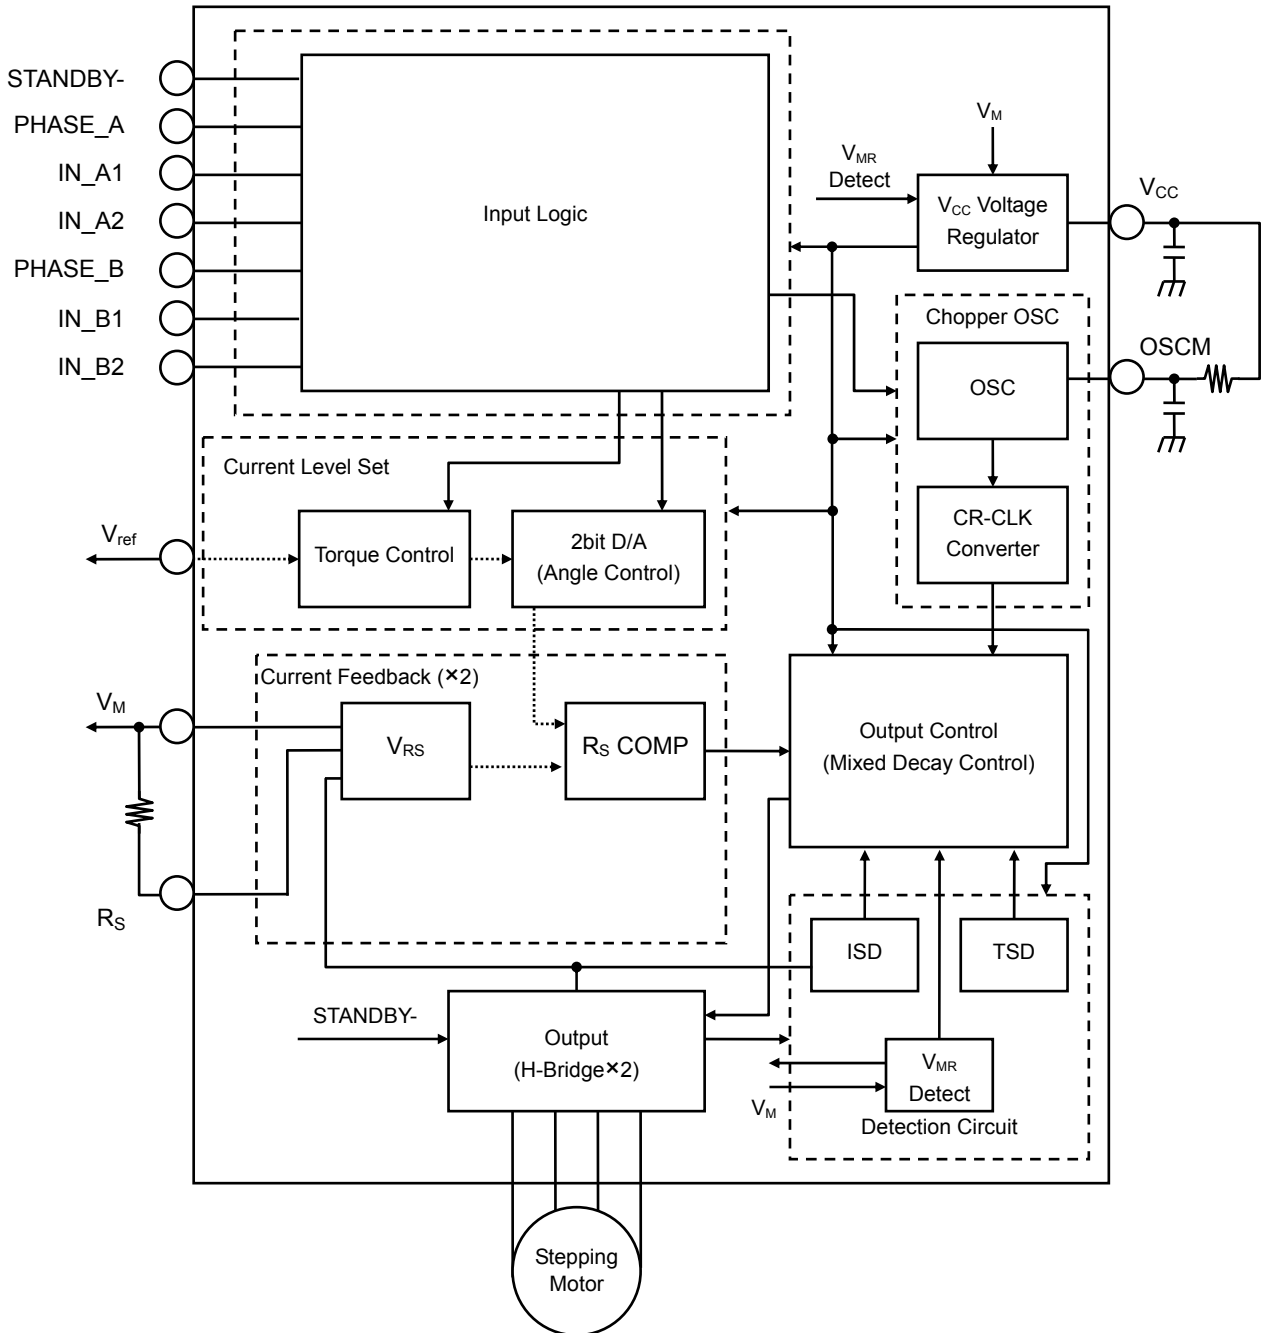 STANDBY-
PHASE_A
IN_A1
IN_A2
PHASE_B
IN_B1
IN_B2
Input Logic
VM
VMR
Detect
VCC Voltage
Regulator
VCC
Chopper OSC
OSC
OSCM
CR-CLK
Converter
Current Level Set
Vref
Torque Control
2bit D/A
(Angle Control)
Current Feedback (×2)
VM
VRS
RS COMP
Output Control
(Mixed Decay Control)
RS
ISD
TSD
STANDBY-
Output
(H-Bridge×2)
VM
VMR
Detect
Detection Circuit
Stepping
Motor